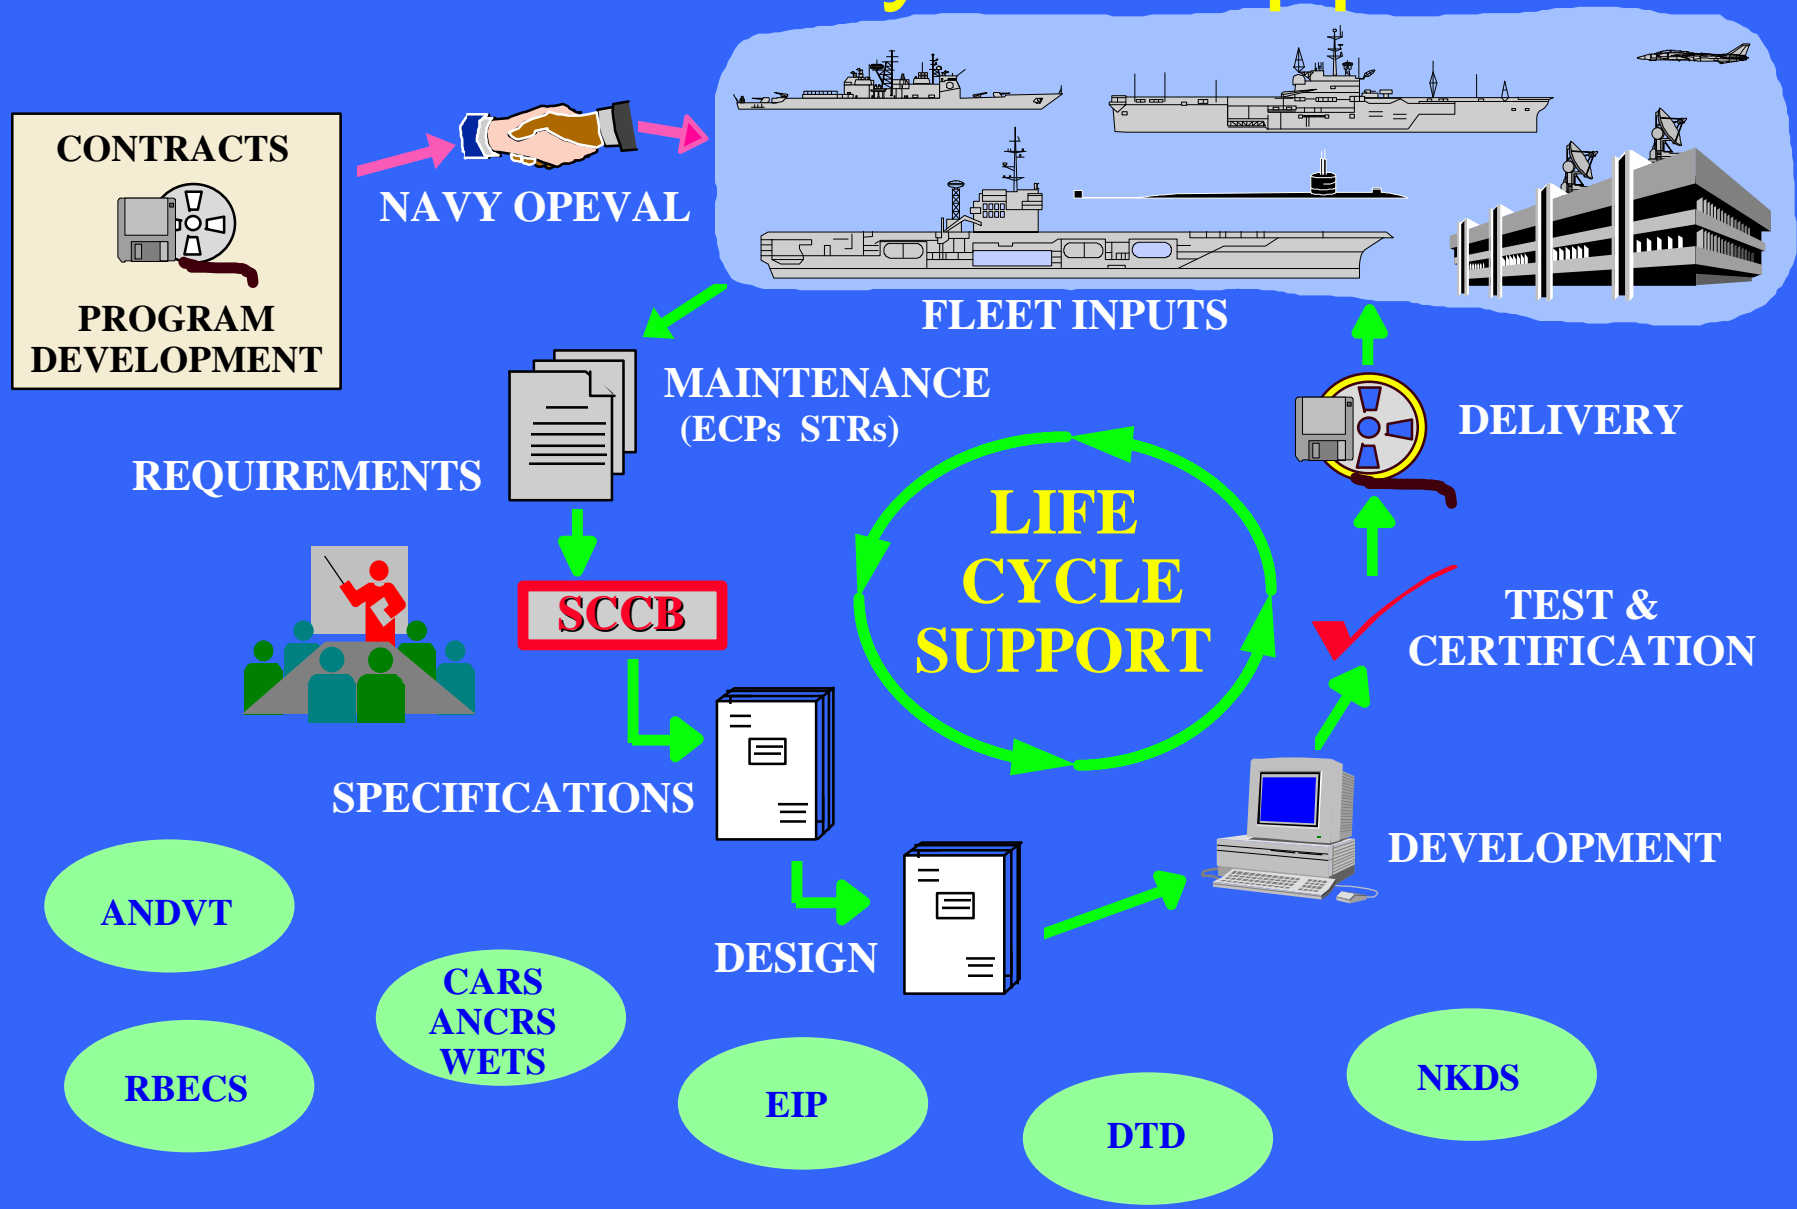 CONTRACTS
PROGRAM
DEVELOPMENT
NAVY OPEVAL
FLEET INPUTS
MAINTENANCE
(ECPs STRs)
REQUIREMENTS
DELIVERY
LIFE
CYCLE
SUPPORT
SCCB
TEST &
CERTIFICATION
SPECIFICATIONS
DEVELOPMENT
DESIGN
ANDVT
CARS
ANCRS
WETS
RBECS
EIP
DTD
NKDS